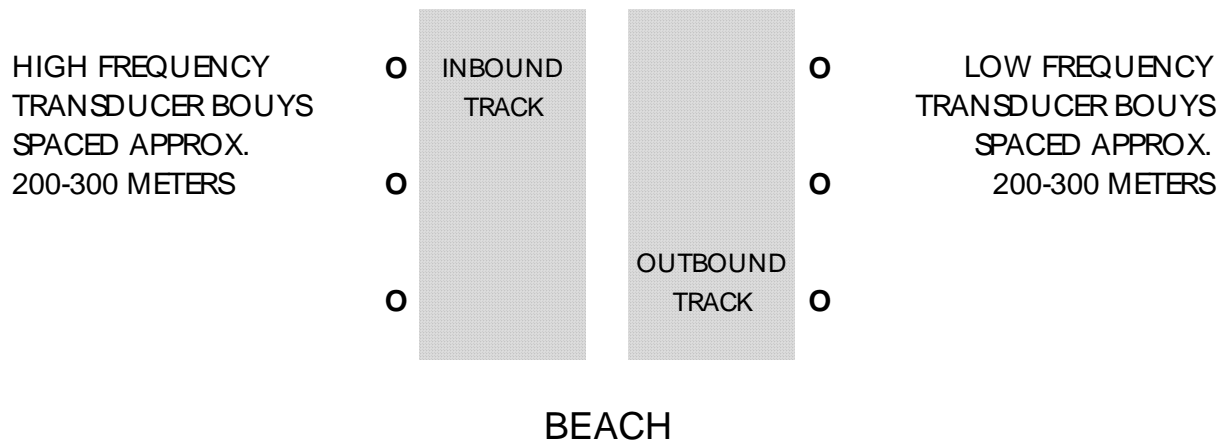 HIGH FREQUENCY
TRANSDUCER BOUYS
SPACED APPROX.
200-300 METERS
O
O
O
INBOUND
TRACK
OUTBOUND
TRACK
O
O
O
LOW FREQUENCY
TRANSDUCER BOUYS
SPACED APPROX.
200-300 METERS
BEACH